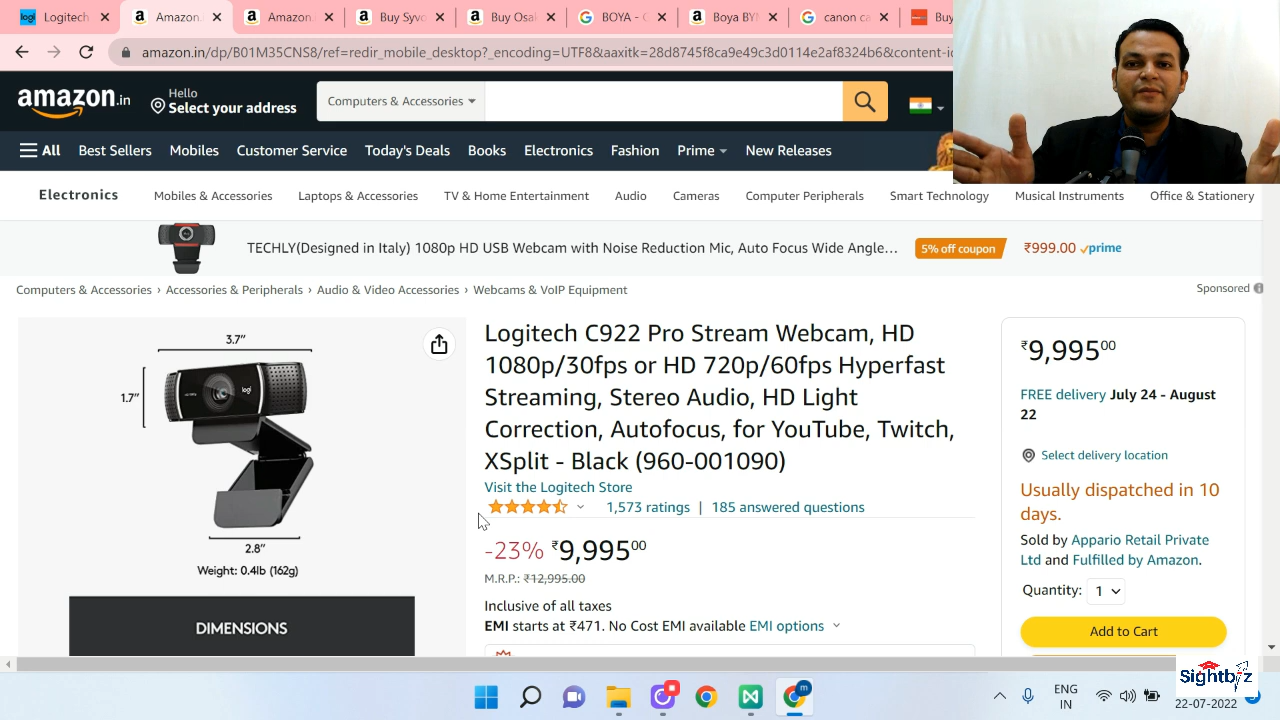 Logitech
Amazon.
Amazon
Buy Syvo
Buy Osak
BOYA - G
Boya BYM
canon ca
Buy
amazon.in/dp/B01M35CNS8/ref=redir_mobile_desktop?_encoding=UTF8&aaxitk=28d8745f8ca9e49c3d0114e2af8324b6&content-ic
amazon.in
Hello
Select your address
Computers & Accessories
All
Best Sellers
Mobiles
Customer Service
Today's Deals
Books
Electronics
Fashion
Prime
New Releases
Electronics
Mobiles & Accessories
Laptops & Accessories
TV & Home Entertainment
Audio
Cameras
Computer Peripherals
Smart Technology
Musical Instruments
Office & Stationery
TECHLY(Designed in Italy) 1080p HD USB Webcam with Noise Reduction Mic, Auto Focus Wide Angle...
5% off coupon
₹999.00 prime
Computers & Accessories › Accessories & Peripherals › Audio & Video Accessories › Webcams & VoIP Equipment
Sponsored
3.7"
1.7"
logi
2.8"
Weight: 0.4lb (162g)
DIMENSIONS
Logitech C922 Pro Stream Webcam, HD
1080p/30fps or HD 720p/60fps Hyperfast
Streaming, Stereo Audio, HD Light
Correction, Autofocus, for YouTube, Twitch,
XSplit - Black (960-001090)
Visit the Logitech Store
1,573 ratings | 185 answered questions
-23% ₹9,99500
M.R.P.: ₹12,995.00
Inclusive of all taxes
EMI starts at ₹471. No Cost EMI available EMI options
₹9,99500
FREE delivery July 24 - August
22
Select delivery location
Usually dispatched in 10
days.
Sold by Appario Retail Private
Ltd and Fulfilled by Amazon.
Quantity: 1
Add to Cart
Sightbiz
ENG
IN
22-07-2022